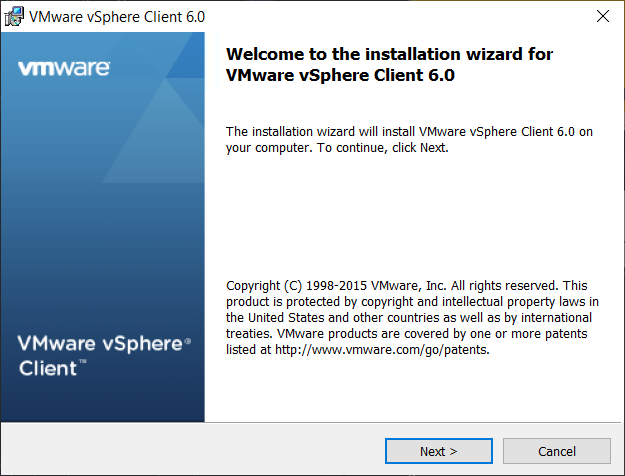 VMware vSphere Client 6.0
vmware
Welcome to the installation wizard for
VMware vSphere Client 6.0
The installation wizard will install VMware vSphere Client 6.0 on
your computer. To continue, click Next.
Copyright (C) 1998-2015 VMware, Inc. All rights reserved. This
product is protected by copyright and intellectual property laws in
the United States and other countries as well as by international
treaties. VMware products are covered by one or more patents
listed at http://www.vmware.com/go/patents.
VMware vSphere®
Client™
Next >
Cancel